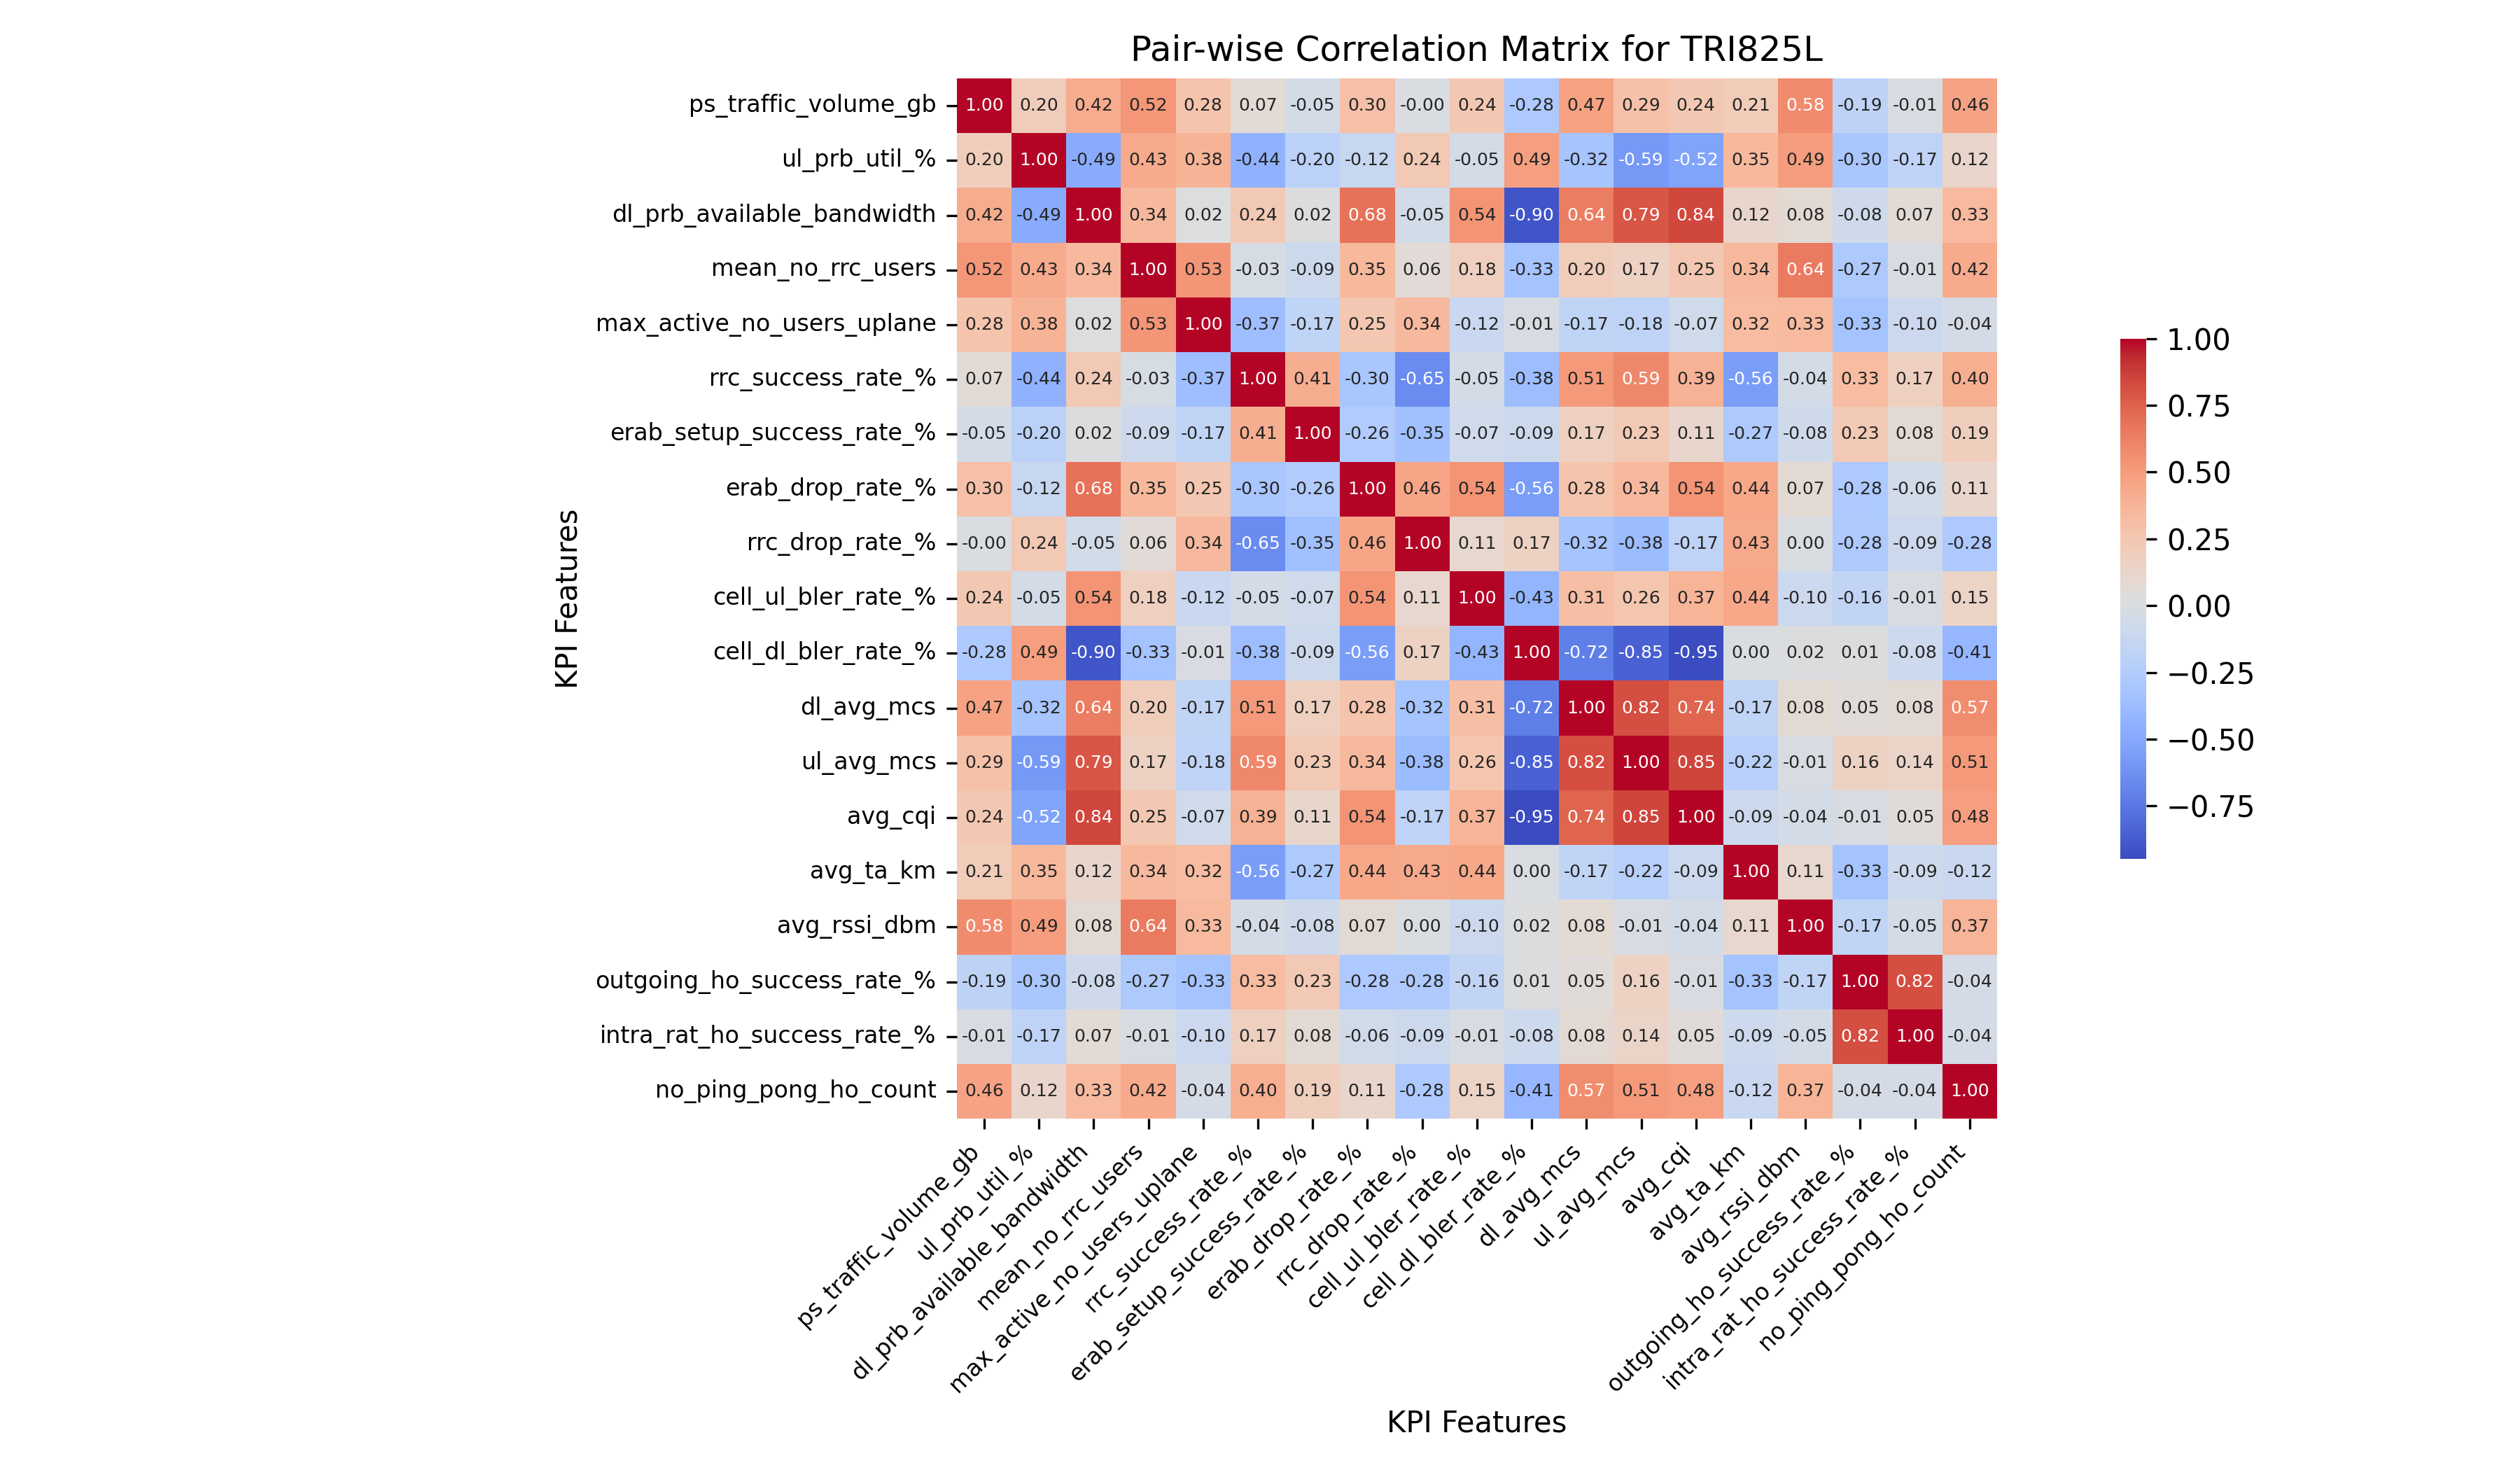 Pair-wise Correlation Matrix for TRI825L
ps_traffic_volume_gb 1.00 0.20 0.42 0.52 0.28 0.07 -0.05 0.30 -0.00 0.24 -0.28 0.47 0.29 0.24 0.21 0.58 -0.19 -0.01 0.46
ul_prb_util_% 0.20 1.00 -0.49 0.43 0.38 -0.44 -0.20 -0.12 0.24 -0.05 0.49 -0.32 -0.59 -0.52 0.35 0.49 -0.30 -0.17 0.12
dl_prb_available_bandwidth 0.42 -0.49 1.00 0.34 0.02 0.24 0.02 0.68 -0.05 0.54 -0.90 0.64 0.79 0.84 0.12 0.08 -0.08 0.07 0.33
mean_no_rrc_users 0.52 0.43 0.34 1.00 0.53 -0.03 -0.09 0.35 0.06 0.18 -0.33 0.20 0.17 0.25 0.34 0.64 -0.27 -0.01 0.42
max_active_no_users_uplane 0.28 0.38 0.02 0.53 1.00 -0.37 -0.17 0.25 0.34 -0.12 -0.01 -0.17 -0.18 -0.07 0.32 0.33 -0.33 -0.10 -0.04
rrc_success_rate_% 0.07 -0.44 0.24 -0.03 -0.37 1.00 0.41 -0.30 -0.65 -0.05 -0.38 0.51 0.59 0.39 -0.56 -0.04 0.33 0.17 0.40
erab_setup_success_rate_% -0.05 -0.20 0.02 -0.09 -0.17 0.41 1.00 -0.26 -0.35 -0.07 -0.09 0.17 0.23 0.11 -0.27 -0.08 0.23 0.08 0.19
erab_drop_rate_% 0.30 -0.12 0.68 0.35 0.25 -0.30 -0.26 1.00 0.46 0.54 -0.56 0.28 0.34 0.54 0.44 0.07 -0.28 -0.06 0.11
rrc_drop_rate_% -0.00 0.24 -0.05 0.06 0.34 -0.65 -0.35 0.46 1.00 0.11 0.17 -0.32 -0.38 -0.17 0.43 0.00 -0.28 -0.09 -0.28
cell_ul_bler_rate_% 0.24 -0.05 0.54 0.18 -0.12 -0.05 -0.07 0.54 0.11 1.00 -0.43 0.31 0.26 0.37 0.44 -0.10 -0.16 -0.01 0.15
cell_dl_bler_rate_% -0.28 0.49 -0.90 -0.33 -0.01 -0.38 -0.09 -0.56 0.17 -0.43 1.00 -0.72 -0.85 -0.95 0.00 0.02 0.01 -0.08 -0.41
dl_avg_mcs 0.47 -0.32 0.64 0.20 -0.17 0.51 0.17 0.28 -0.32 0.31 -0.72 1.00 0.82 0.74 -0.17 0.08 0.05 0.08 0.57
ul_avg_mcs 0.29 -0.59 0.79 0.17 -0.18 0.59 0.23 0.34 -0.38 0.26 -0.85 0.82 1.00 0.85 -0.22 -0.01 0.16 0.14 0.51
avg_cqi 0.24 -0.52 0.84 0.25 -0.07 0.39 0.11 0.54 -0.17 0.37 -0.95 0.74 0.85 1.00 -0.09 -0.04 -0.01 0.05 0.48
avg_ta_km 0.21 0.35 0.12 0.34 0.32 -0.56 -0.27 0.44 0.43 0.44 0.00 -0.17 -0.22 -0.09 1.00 0.11 -0.33 -0.09 -0.12
avg_rssi_dbm 0.58 0.49 0.08 0.64 0.33 -0.04 -0.08 0.07 0.00 -0.10 0.02 0.08 -0.01 -0.04 0.11 1.00 -0.17 -0.05 0.37
outgoing_ho_success_rate_% -0.19 -0.30 -0.08 -0.27 -0.33 0.33 0.23 -0.28 -0.28 -0.16 0.01 0.05 0.16 -0.01 -0.33 -0.17 1.00 0.82 -0.04
intra_rat_ho_success_rate_% -0.01 -0.17 0.07 -0.01 -0.10 0.17 0.08 -0.06 -0.09 -0.01 -0.08 0.08 0.14 0.05 -0.09 -0.05 0.82 1.00 -0.04
no_ping_pong_ho_count 0.46 0.12 0.33 0.42 -0.04 0.40 0.19 0.11 -0.28 0.15 -0.41 0.57 0.51 0.48 -0.12 0.37 -0.04 -0.04 1.00
KPI Features
ps_traffic_volume_gb
ul_prb_util_%
dl_prb_available_bandwidth
mean_no_rrc_users
max_active_no_users_uplane
rrc_success_rate_%
erab_setup_success_rate_%
erab_drop_rate_%
rrc_drop_rate_%
cell_ul_bler_rate_%
cell_dl_bler_rate_%
dl_avg_mcs
ul_avg_mcs
avg_cqi
avg_ta_km
avg_rssi_dbm
outgoing_ho_success_rate_%
intra_rat_ho_success_rate_%
no_ping_pong_ho_count
KPI Features
1.00
0.75
0.50
0.25
0.00
−0.25
−0.50
−0.75